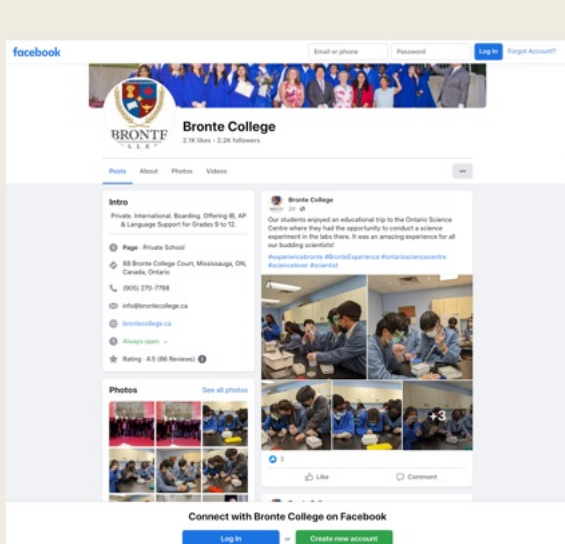 facebook
Email or phone
Password
Log In
Forgot Account?
BRONTE
Bronte College
2.1K likes • 2.2K followers
Posts
About
Photos
Videos
Intro
Private. International. Boarding. Offering IB, AP
& Language Support for Grades 9 to 12.
Page · Private School
88 Bronte College Court, Mississauga, ON,
Canada, Ontario
(905) 270-7788
info@brontecollege.ca
brontecollege.ca
Always open
Rating · 4.5 (86 Reviews)
Photos
See all photos
Bronte College
2d
Our students enjoyed an educational trip to the Ontario Science
Centre where they had the opportunity to conduct a science
experiment in the labs there. It was an amazing experience for all
our budding scientists!
#experiencebronte #BronteExperience #ontariosciencecentre
#sciencelover #scientist
+3
3
Like
Comment
Connect with Bronte College on Facebook
Log In
or
Create new account